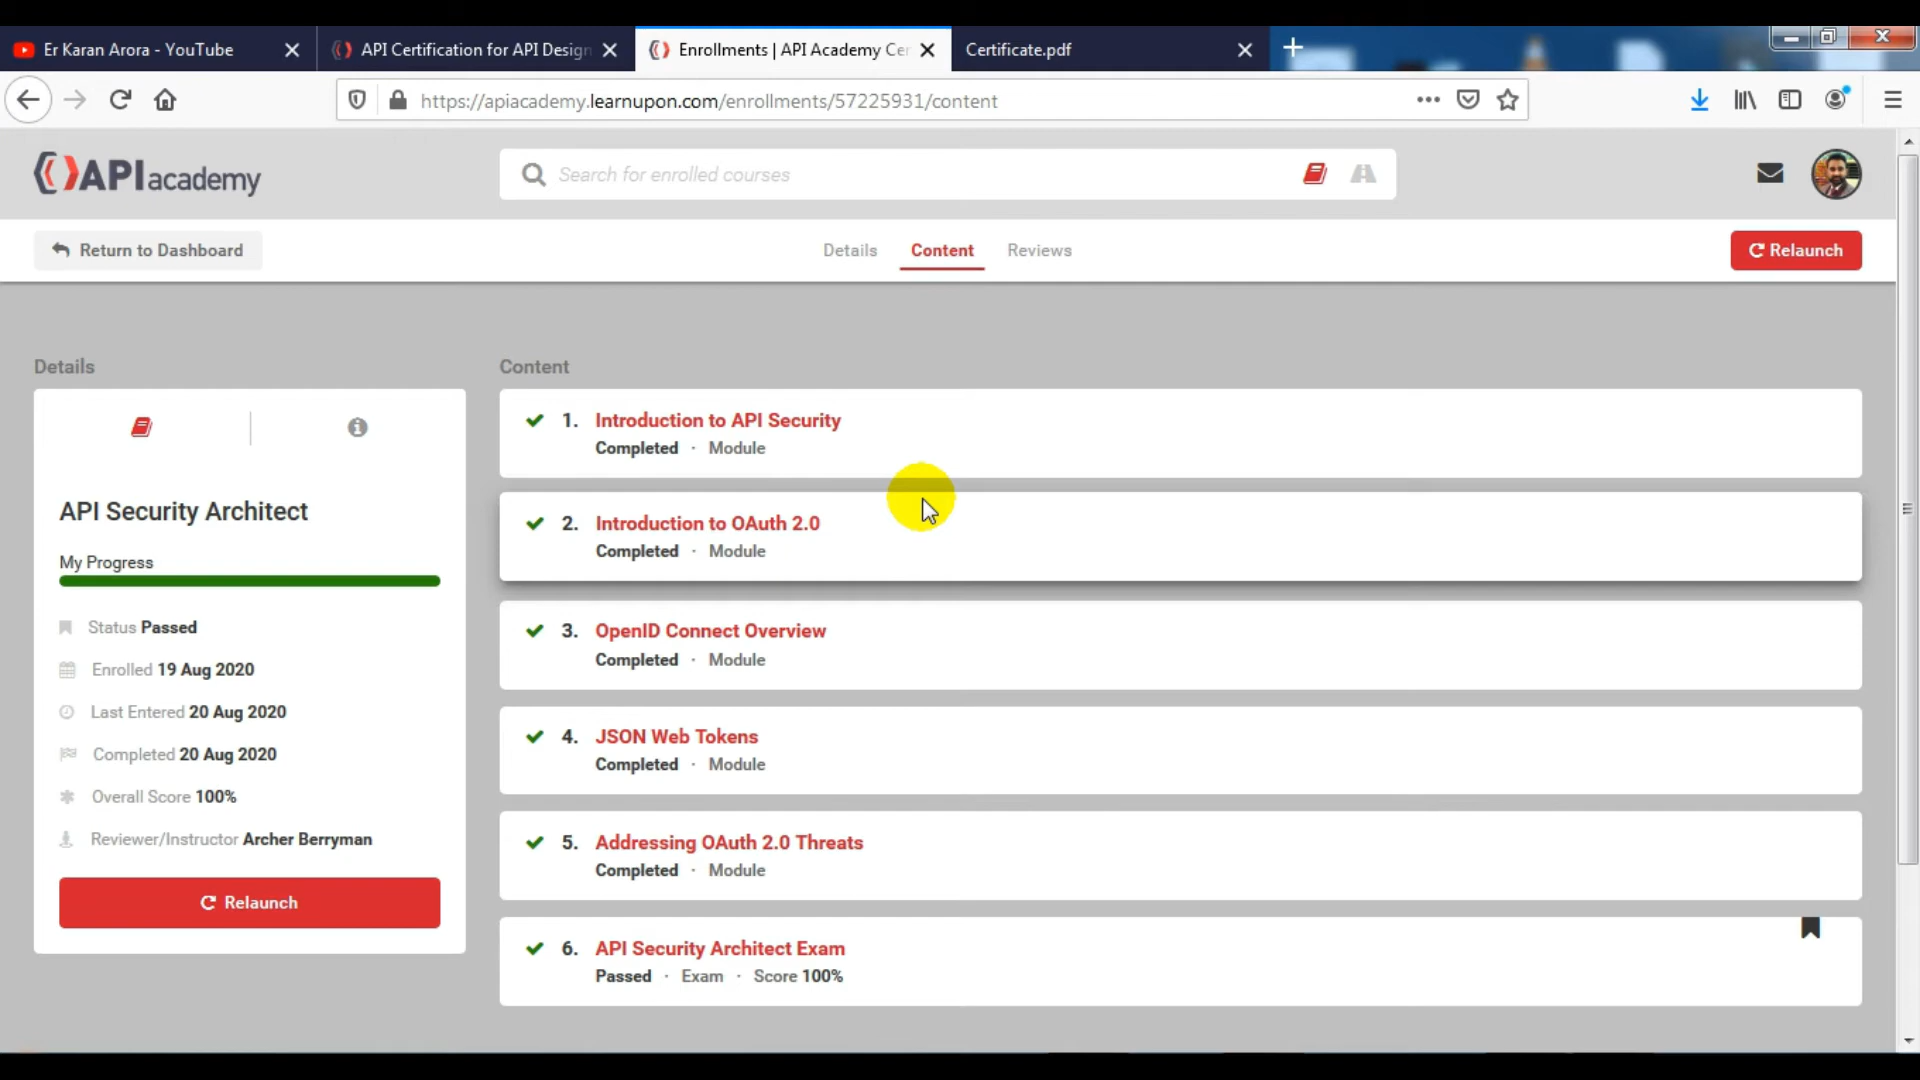 Er Karan Arora - YouTube
API Certification for API Design
Enrollments | API Academy Cer
Certificate.pdf
https://apiacademy.learnupon.com/enrollments/57225931/content
API academy
Search for enrolled courses
Return to Dashboard
Details
Content
Reviews
Relaunch
Details
API Security Architect
My Progress
Status Passed
Enrolled 19 Aug 2020
Last Entered 20 Aug 2020
Completed 20 Aug 2020
Overall Score 100%
Reviewer/Instructor Archer Berryman
Relaunch
Content
1. Introduction to API Security
Completed · Module
2. Introduction to OAuth 2.0
Completed · Module
3. OpenID Connect Overview
Completed · Module
4. JSON Web Tokens
Completed · Module
5. Addressing OAuth 2.0 Threats
Completed · Module
6. API Security Architect Exam
Passed · Exam · Score 100%